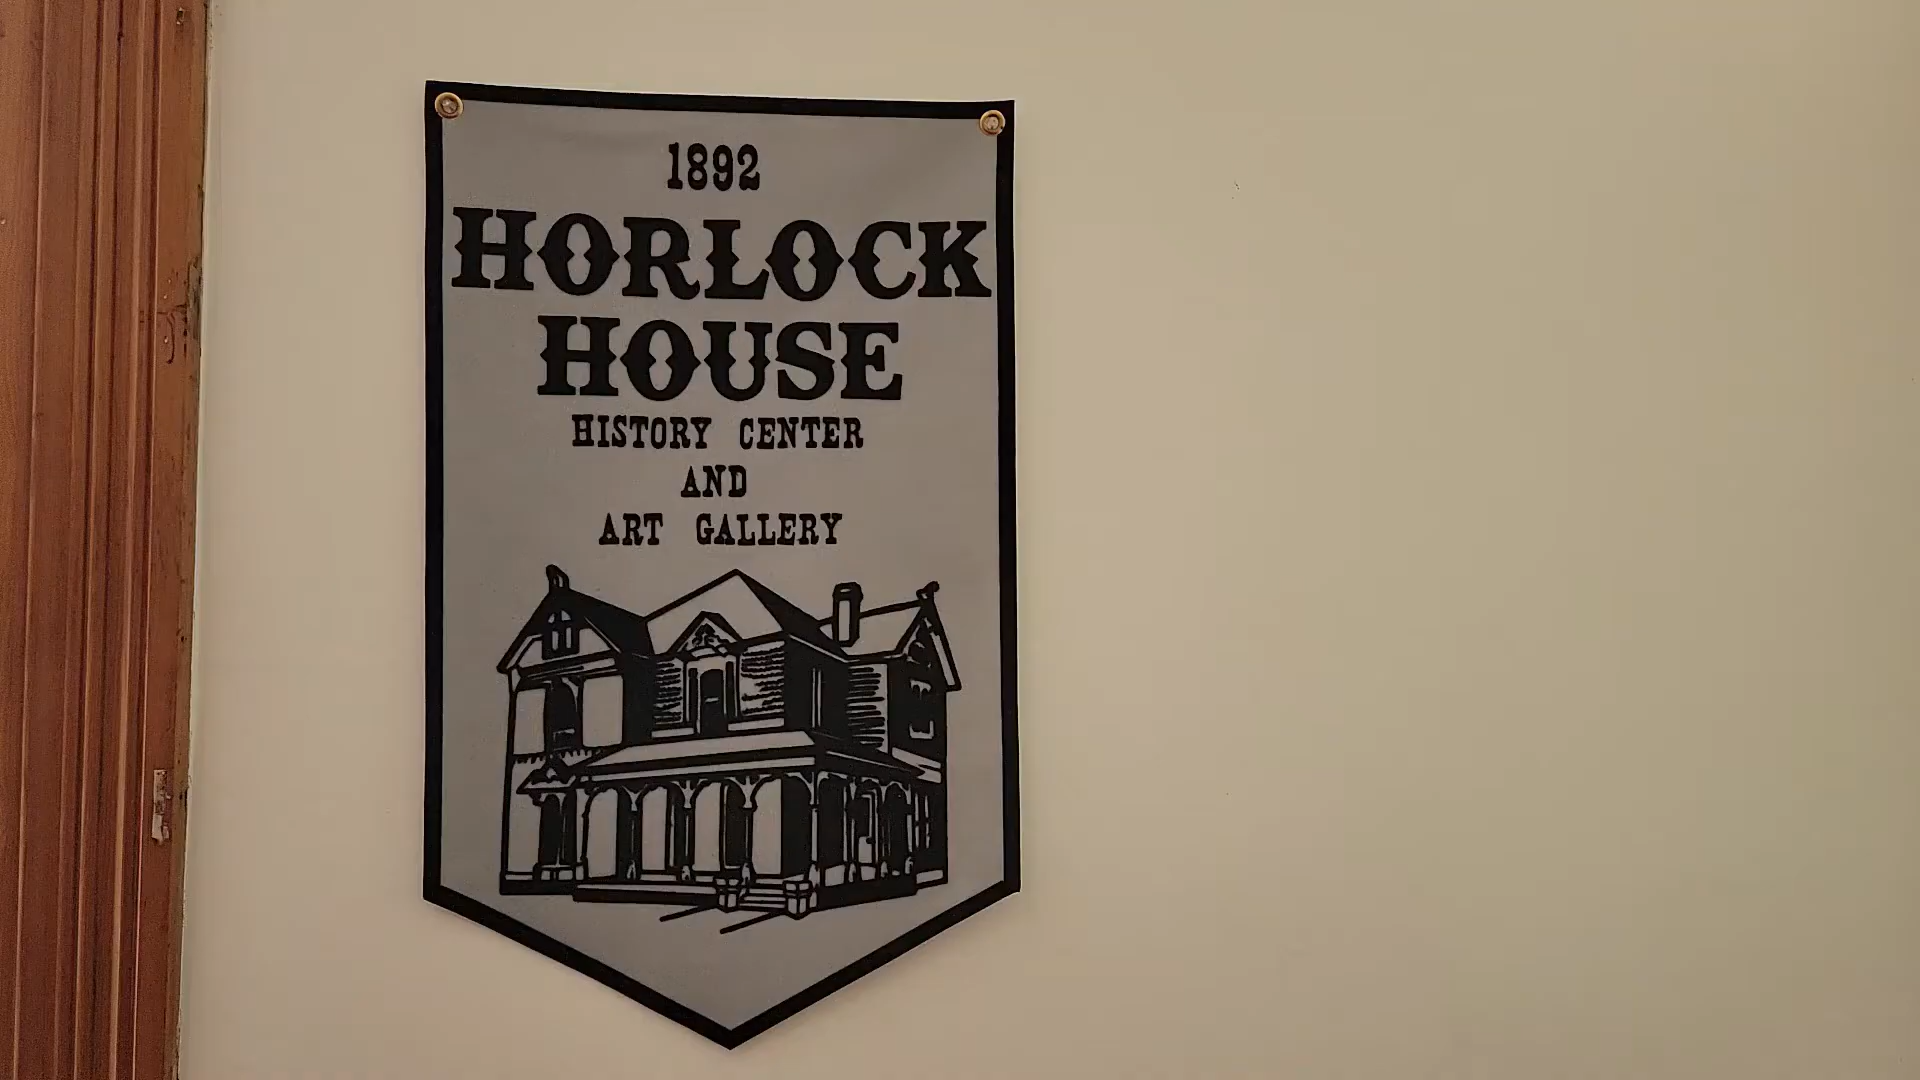 1892
HORLOCK
HOUSE
HISTORY CENTER
AND
ART GALLERY